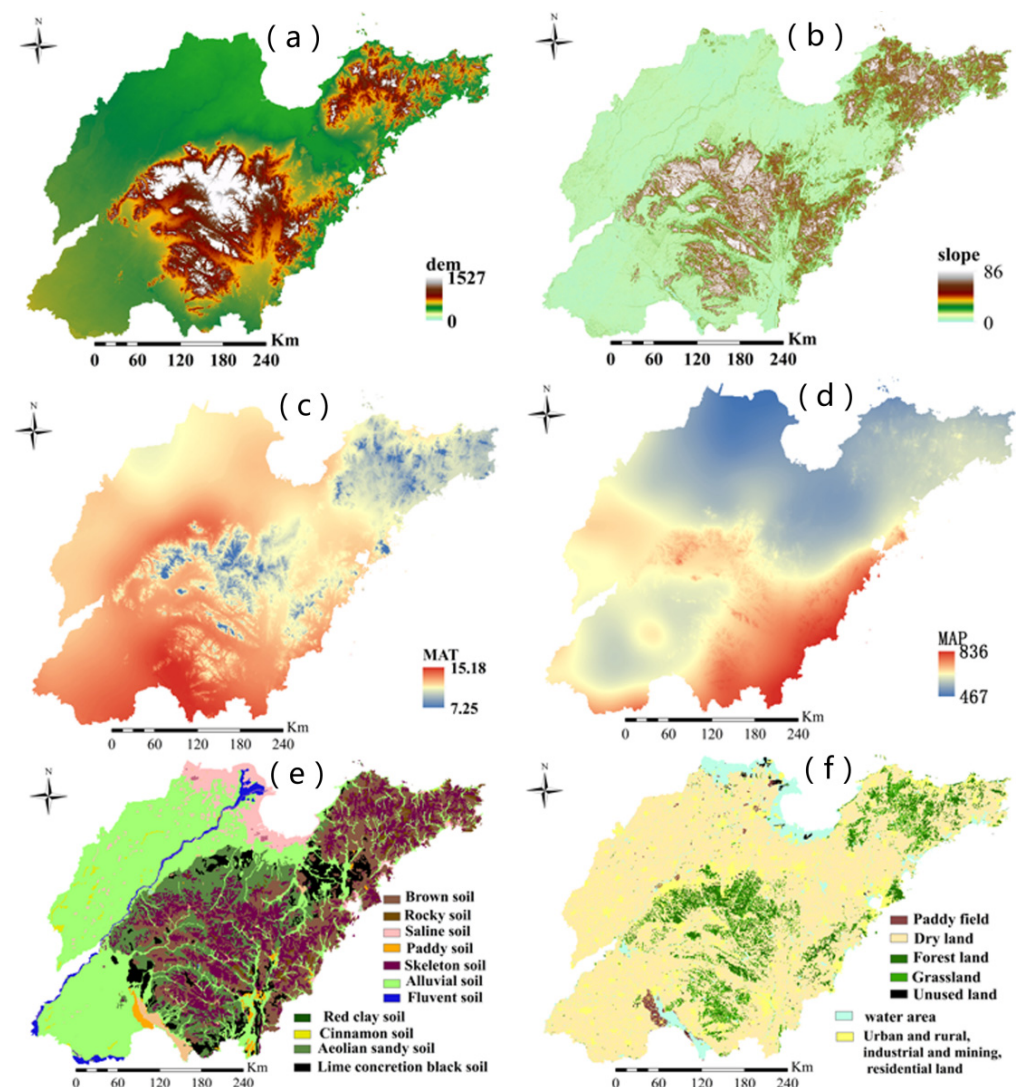 N
( a )
dem
1527
0
Km
0 60 120 180 240
N
( b )
slope
86
0
Km
0 60 120 180 240
N
( c )
MAT
15.18
7.25
Km
0 60 120 180 240
N
( d )
MAP
836
467
Km
0 60 120 180 240
N
( e )
Brown soil
Rocky soil
Saline soil
Paddy soil
Skeleton soil
Alluvial soil
Fluvent soil
Red clay soil
Cinnamon soil
Aeolian sandy soil
Lime concretion black soil
Km
0 60 120 180 240
N
( f )
Paddy field
Dry land
Forest land
Grassland
Unused land
water area
Urban and rural,
industrial and mining,
residential land
Km
0 60 120 180 240